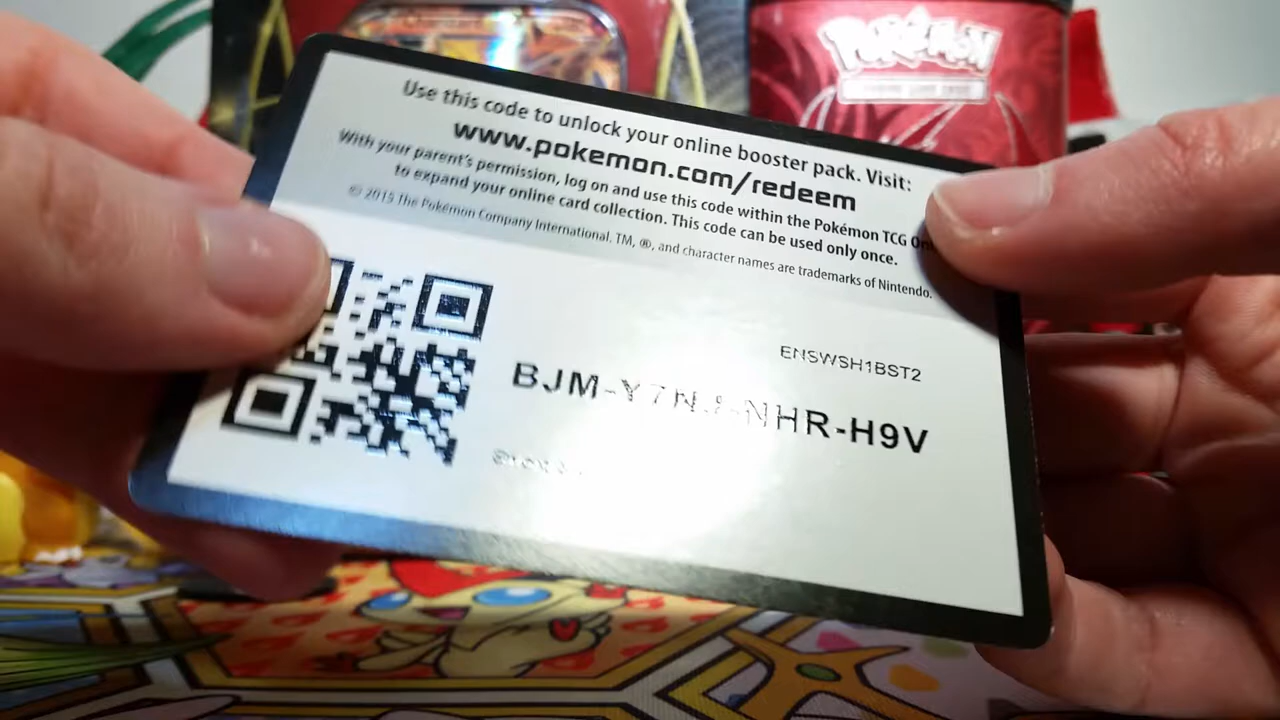 POKéMON
Use this code to unlock your online booster pack. Visit:
www.pokemon.com/redeem
With your parent's permission, log on and use this code within the Pokémon TCG
to expand your online card collection. This code can be used only once.
© 2019 The Pokémon Company International. TM, ®, and character names are trademarks of Nintendo.
ENSWSH1BST2
BJM- NHR-H9V